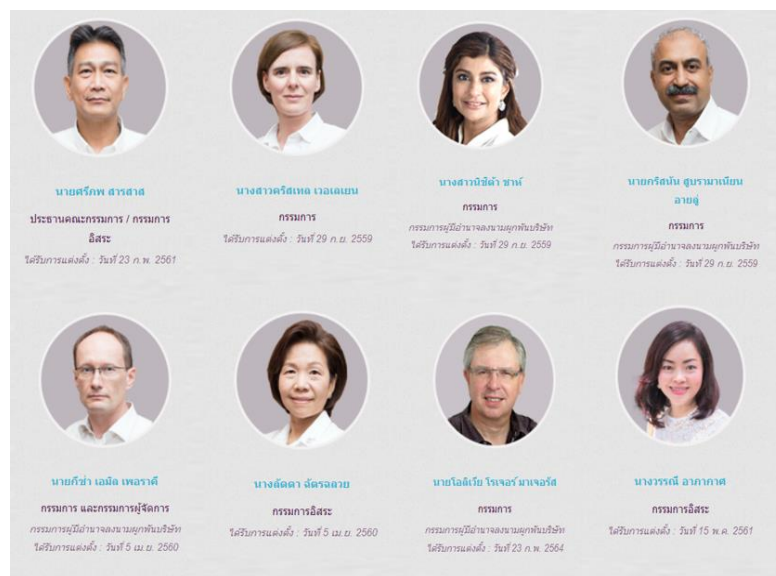 นายศรีภพ สารสาส
ประธานคณะกรรมการ / กรรมการ
อิสระ
ได้รับการแต่งตั้ง : วันที่ 23 ก.พ. 2561
นางสาวคริสเทล เวอเลเยน
กรรมการ
ได้รับการแต่งตั้ง : วันที่ 29 ก.ย. 2559
นางสาวนิชิต้า ชาห์
กรรมการ
กรรมการผู้มีอำนาจลงนามผูกพันบริษัท
ได้รับการแต่งตั้ง : วันที่ 29 ก.ย. 2559
นายกริสนัน สุบรามาเนียน
อายลู่
กรรมการ
กรรมการผู้มีอำนาจลงนามผูกพันบริษัท
ได้รับการแต่งตั้ง : วันที่ 29 ก.ย. 2559
นายกีซ่า เอมิล เพอราคี
กรรมการ และกรรมการผู้จัดการ
กรรมการผู้มีอำนาจลงนามผูกพันบริษัท
ได้รับการแต่งตั้ง : วันที่ 5 เม.ย. 2560
นางลัดดา ฉัตรฉลวย
กรรมการอิสระ
ได้รับการแต่งตั้ง : วันที่ 5 เม.ย. 2560
นายโอลิเวีย โรเจอร์ มาเจอร์ส
กรรมการ
กรรมการผู้มีอำนาจลงนามผูกพันบริษัท
ได้รับการแต่งตั้ง : วันที่ 23 ก.พ. 2564
นางวรรณี อากากาศ
กรรมการอิสระ
ได้รับการแต่งตั้ง : วันที่ 15 พ.ค. 2561